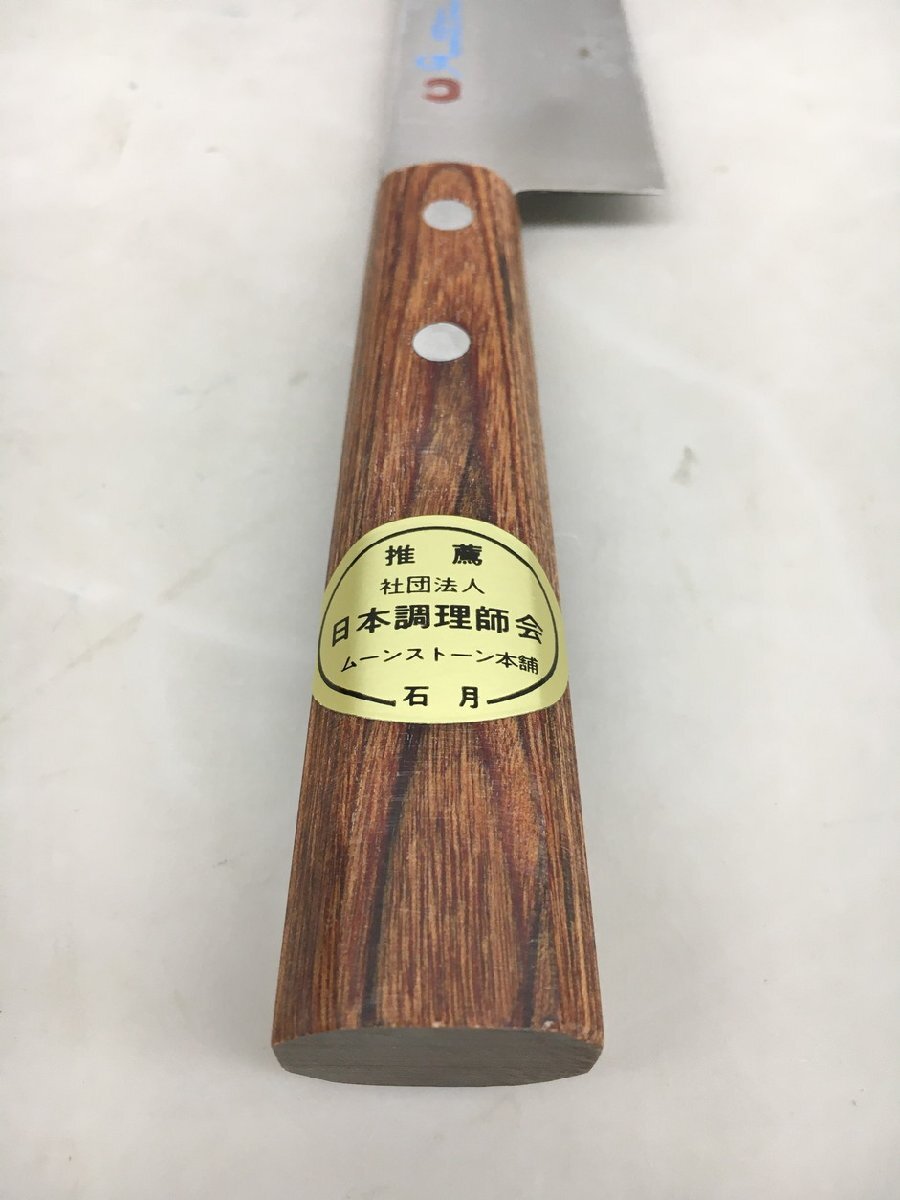 推薦
社団法人
日本調理師会
ムーンストーン本舗
石月